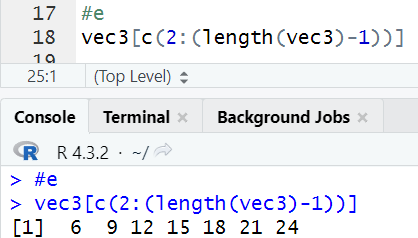 17 #e
18 vec3[c(2:(length(vec3)-1))]
19
25:1 (Top Level)
Console Terminal × Background Jobs ×
R R 4.3.2 · ~/
> #e
> vec3[c(2:(length(vec3)-1))]
[1]  6  9 12 15 18 21 24